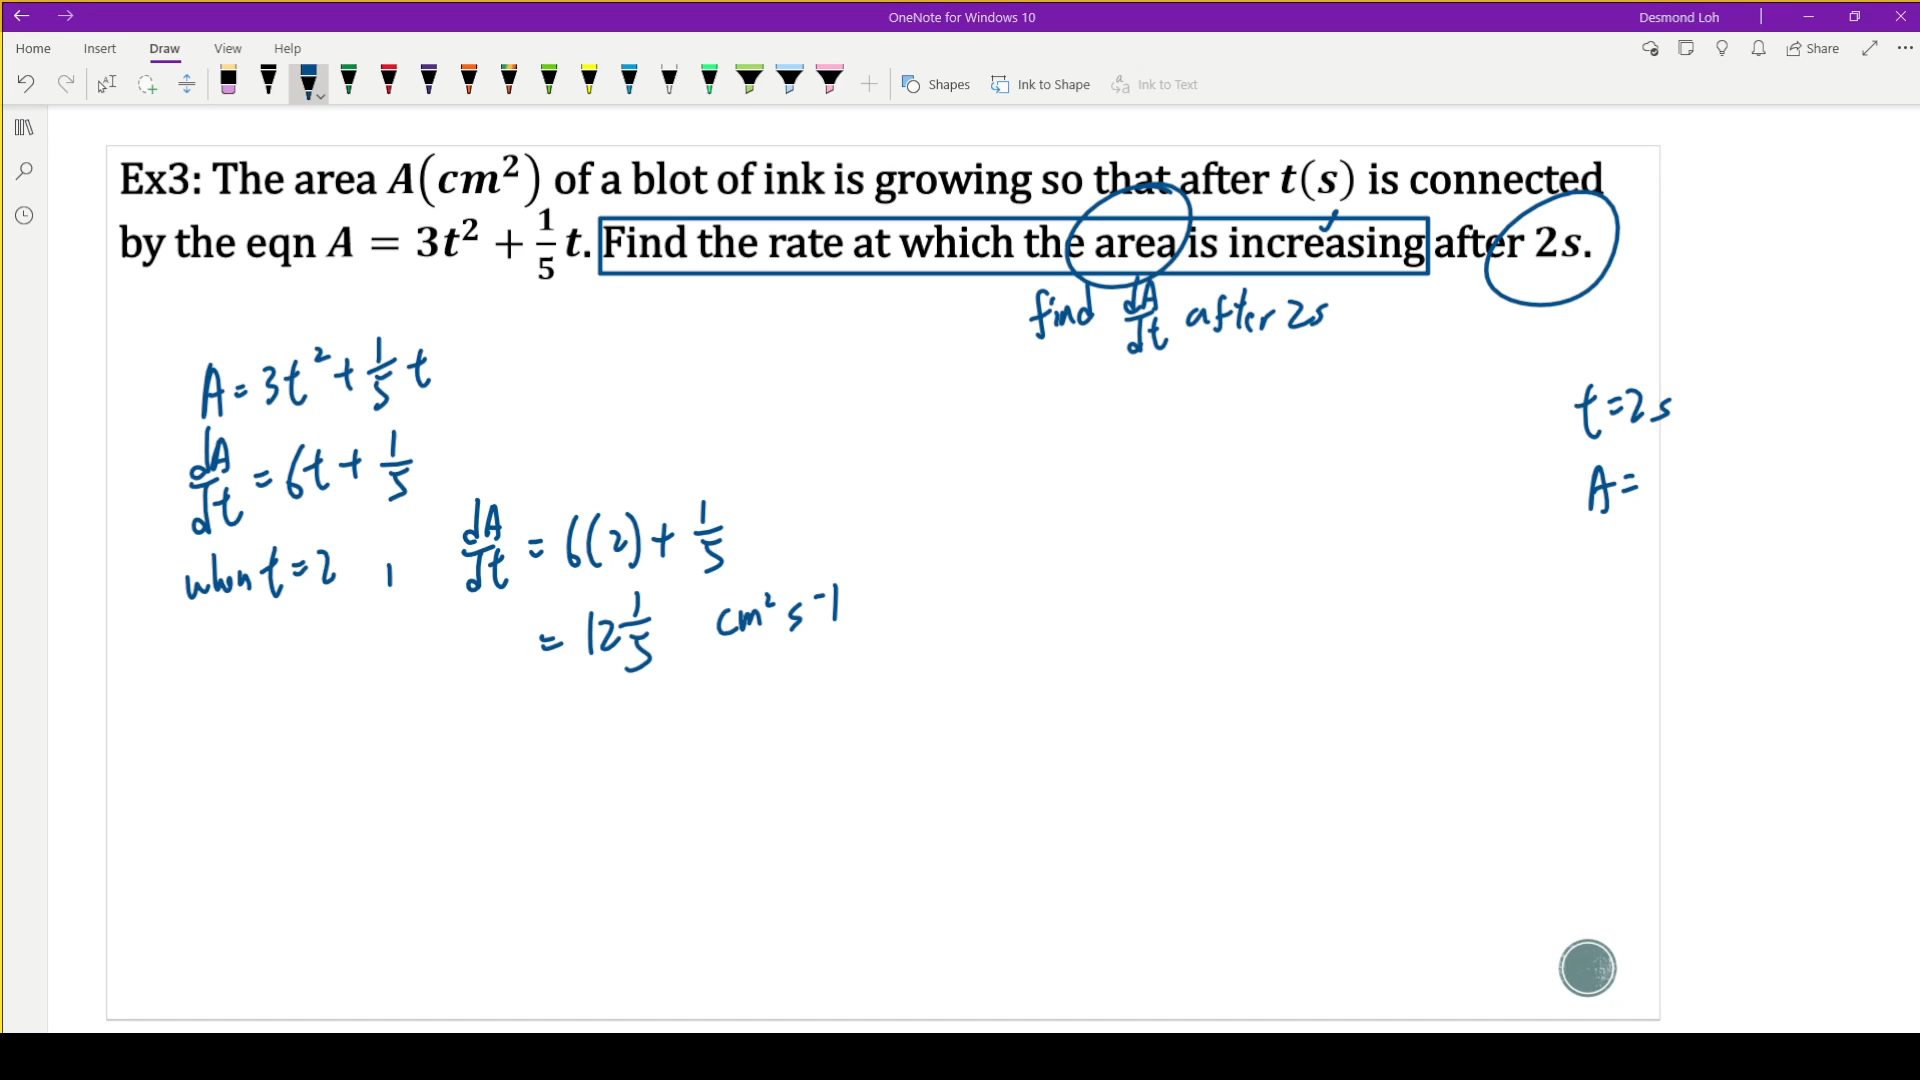 OneNote for Windows 10
Desmond Loh
Home Insert Draw View Help
Share
Shapes Ink to Shape Ink to Text
Ex3: The area A(cm²) of a blot of ink is growing so that after t(s) is connected
by the eqn A = 3t² + 1/5 t. Find the rate at which the area is increasing after 2s.
find dA/dt after 2s
A = 3t² + 1/5 t
t = 2s
dA/dt = 6t + 1/5
A =
when t = 2 , dA/dt = 6(2) + 1/5
= 12 1/5 cm² s⁻¹